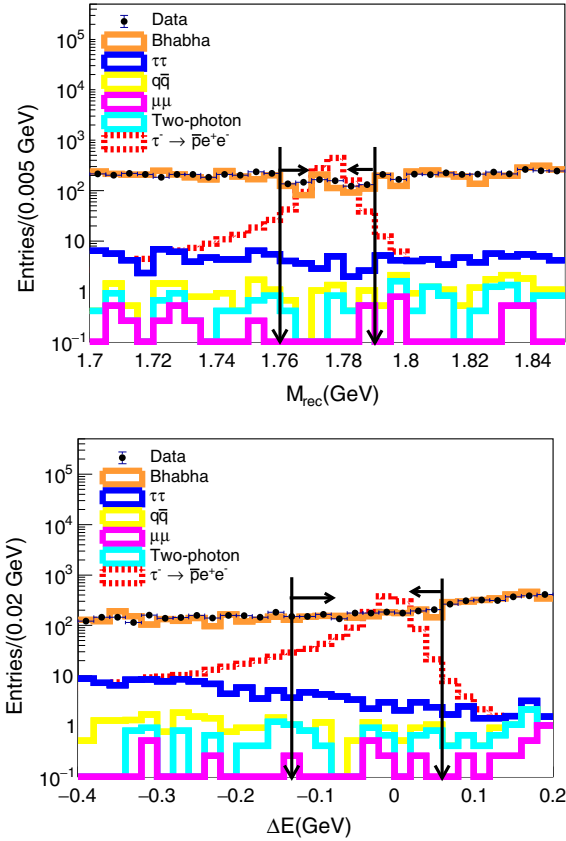 10⁵
10⁴
10³
10²
10
1
10⁻¹
Entries/(0.005 GeV)
Data
Bhabha
ττ
qq̄
μμ
Two-photon
τ⁻ → p̄e⁺e⁻
1.7 1.72 1.74 1.76 1.78 1.8 1.82 1.84
M_rec(GeV)
10⁵
10⁴
10³
10²
10
1
10⁻¹
Entries/(0.02 GeV)
Data
Bhabha
ττ
qq̄
μμ
Two-photon
τ⁻ → p̄e⁺e⁻
−0.4 −0.3 −0.2 −0.1 0 0.1 0.2
ΔE(GeV)